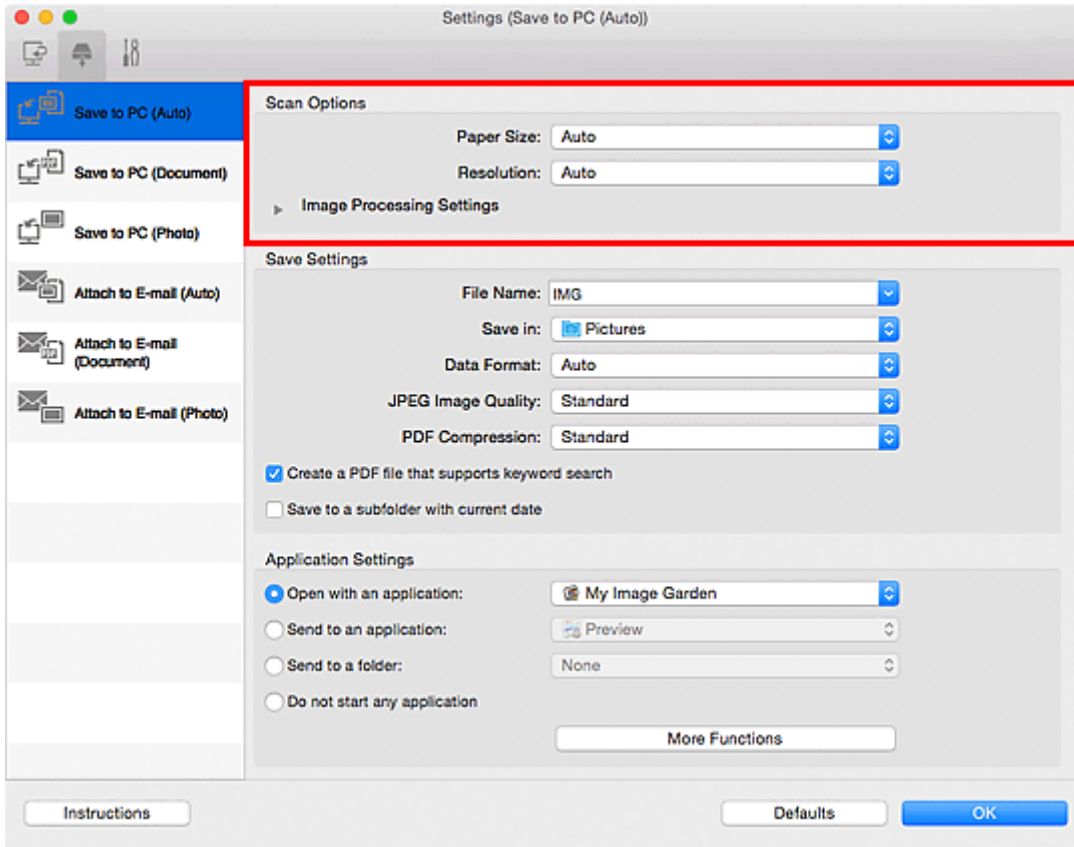 Settings (Save to PC (Auto))
Save to PC (Auto)
Save to PC (Document)
Save to PC (Photo)
Attach to E-mail (Auto)
Attach to E-mail
(Document)
Attach to E-mail (Photo)
Scan Options
Paper Size: Auto
Resolution: Auto
Image Processing Settings
Save Settings
File Name: IMG
Save in: Pictures
Data Format: Auto
JPEG Image Quality: Standard
PDF Compression: Standard
Create a PDF file that supports keyword search
Save to a subfolder with current date
Application Settings
Open with an application: My Image Garden
Send to an application: Preview
Send to a folder: None
Do not start any application
More Functions
Instructions Defaults OK